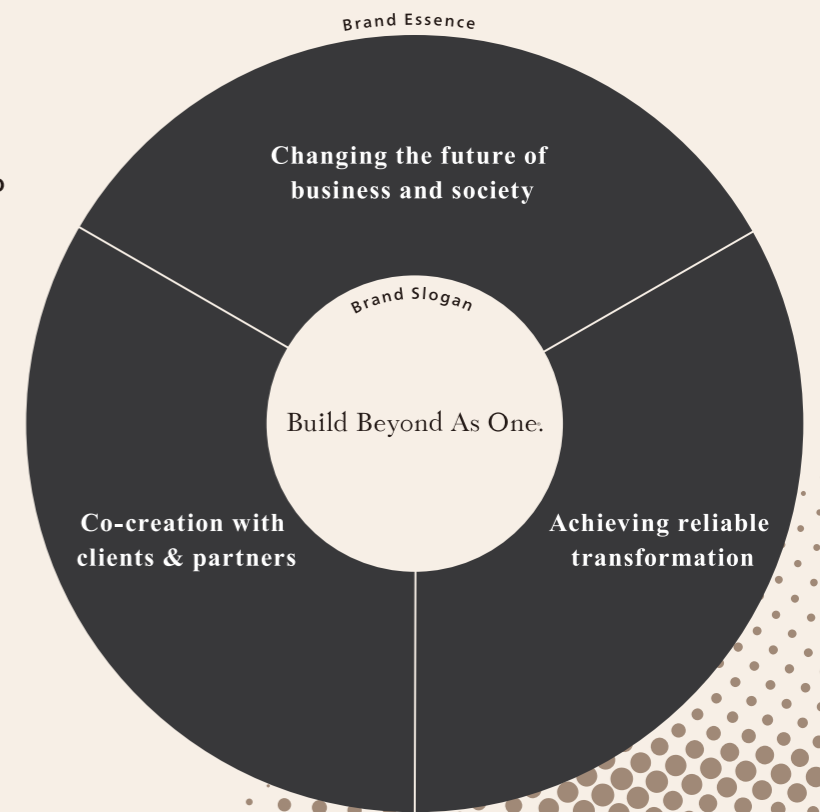 Brand Essence
Changing the future of
business and society
Brand Slogan
Build Beyond As One.
Co-creation with
clients & partners
Achieving reliable
transformation